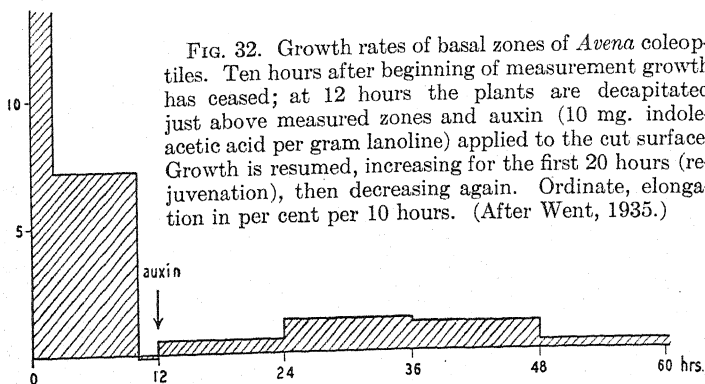 FIG. 32. Growth rates of basal zones of Avena coleop-
tiles. Ten hours after beginning of measurement growth
has ceased; at 12 hours the plants are decapitated
just above measured zones and auxin (10 mg. indole
acetic acid per gram lanoline) applied to the cut surface
Growth is resumed, increasing for the first 20 hours (re-
juvenation), then decreasing again. Ordinate, elonga-
tion in per cent per 10 hours. (After Went, 1935.)
10
5
auxin
0 12 24 36 48 60 hrs.